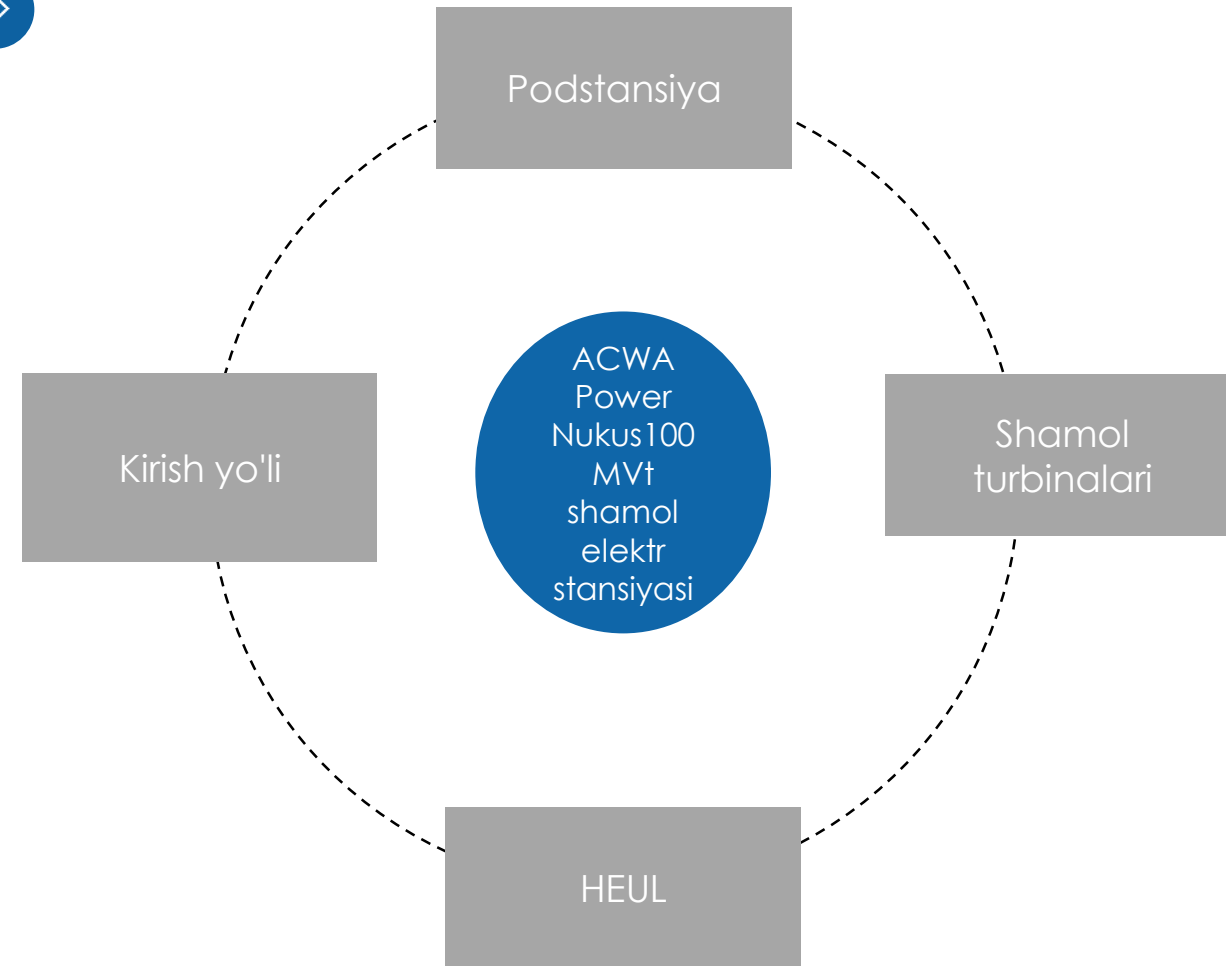 Podstansiya
ACWA
Power
Nukus100
MVt
shamol
elektr
stansiyasi
Kirish yo'li
Shamol
turbinalari
HEUL